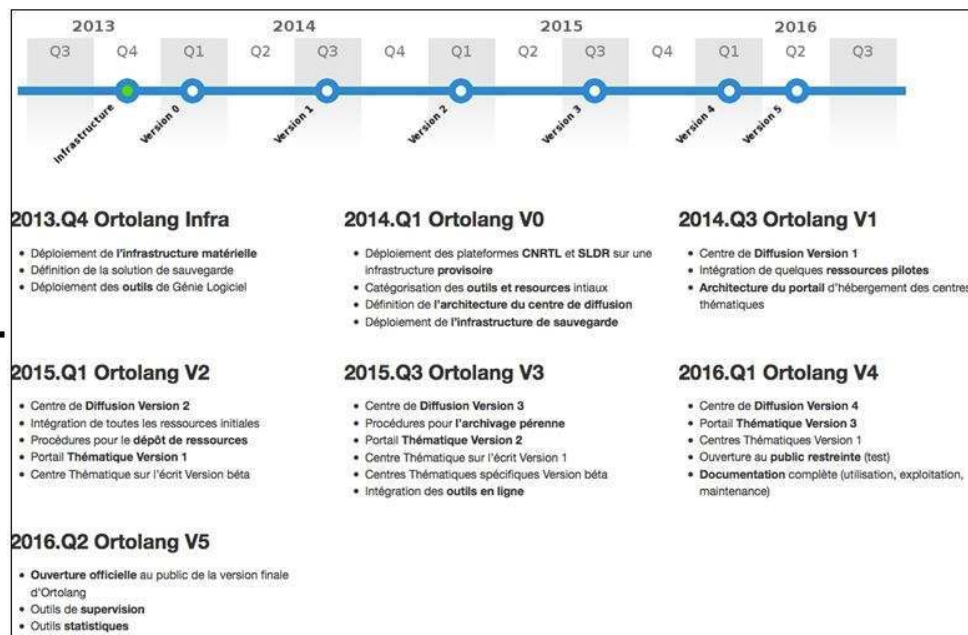 2013 2014 2015 2016
Q3 Q4 Q1 Q2 Q3 Q4 Q1 Q2 Q3 Q4 Q1 Q2 Q3
Infrastructure Version 0 Version 1 Version 2 Version 3 Version 4 Version 5
2013.Q4 Ortolang Infra
• Déploiement de l'infrastructure matérielle
• Définition de la solution de sauvegarde
• Déploiement des outils de Génie Logiciel
2014.Q1 Ortolang V0
• Déploiement des plateformes CNRTL et SLDR sur une
infrastructure provisoire
• Catégorisation des outils et resources intiaux
• Définition de l'architecture du centre de diffusion
• Déploiement de l'infrastructure de sauvegarde
2014.Q3 Ortolang V1
• Centre de Diffusion Version 1
• Intégration de quelques ressources pilotes
• Architecture du portail d'hébergement des centres
thématiques
2015.Q1 Ortolang V2
• Centre de Diffusion Version 2
• Intégration de toutes les ressources initiales
• Procédures pour le dépôt de ressources
• Portail Thématique Version 1
• Centre Thématique sur l'écrit Version béta
2015.Q3 Ortolang V3
• Centre de Diffusion Version 3
• Procédures pour l'archivage pérenne
• Portail Thématique Version 2
• Centre Thématique sur l'écrit Version 1
• Centres Thématiques spécifiques Version béta
• Intégration des outils en ligne
2016.Q1 Ortolang V4
• Centre de Diffusion Version 4
• Portail Thématique Version 3
• Centres Thématiques Version 1
• Ouverture au public restreinte (test)
• Documentation complète (utilisation, exploitation,
maintenance)
2016.Q2 Ortolang V5
• Ouverture officielle au public de la version finale
d'Ortolang
• Outils de supervision
• Outils statistiques